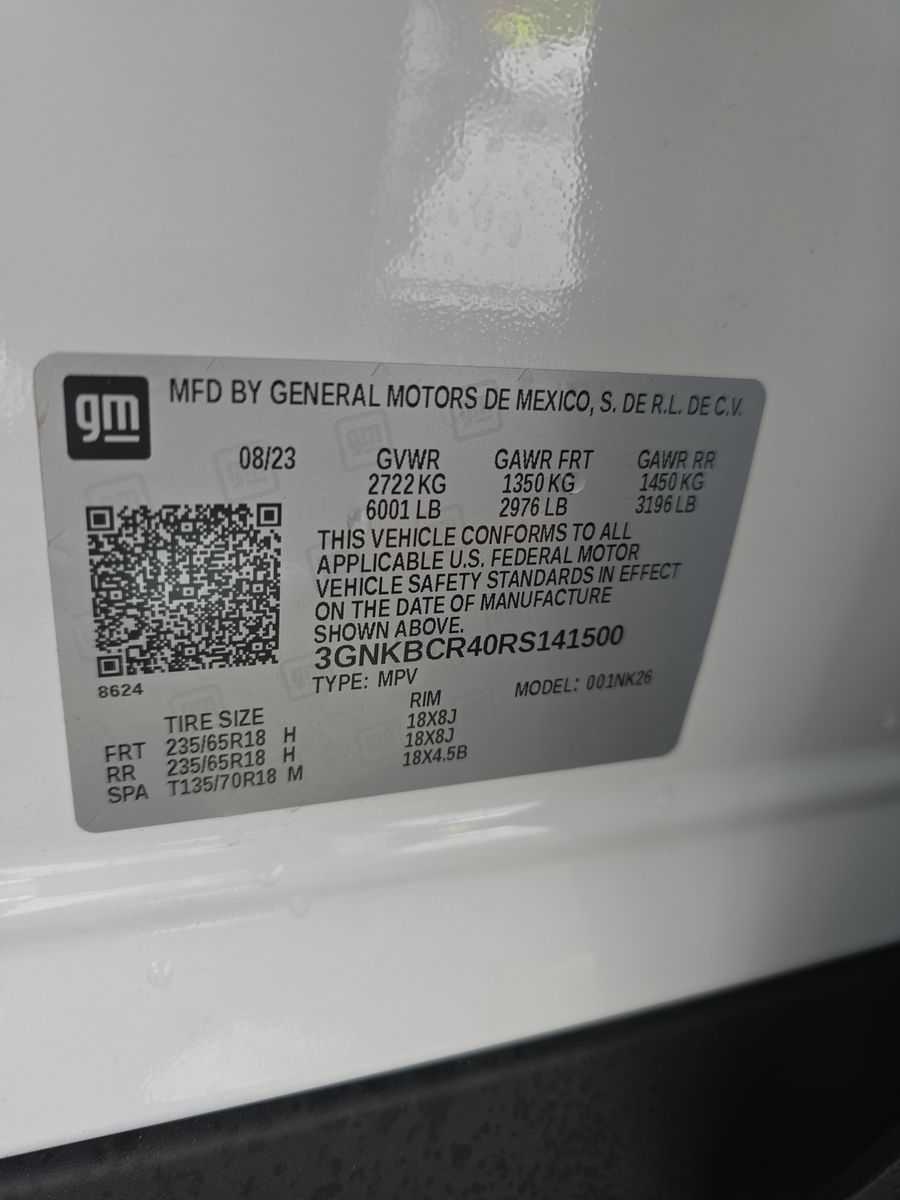 gm
MFD BY GENERAL MOTORS DE MEXICO, S. DE R.L. DE C.V.
08/23 GVWR GAWR FRT GAWR RR
2722 KG 1350 KG 1450 KG
6001 LB 2976 LB 3196 LB
THIS VEHICLE CONFORMS TO ALL
APPLICABLE U.S. FEDERAL MOTOR
VEHICLE SAFETY STANDARDS IN EFFECT
ON THE DATE OF MANUFACTURE
SHOWN ABOVE.
3GNKBCR40RS141500
8624
TYPE: MPV MODEL: 001NK26
TIRE SIZE RIM
FRT 235/65R18 H 18X8J
RR 235/65R18 H 18X8J
SPA T135/70R18 M 18X4.5B